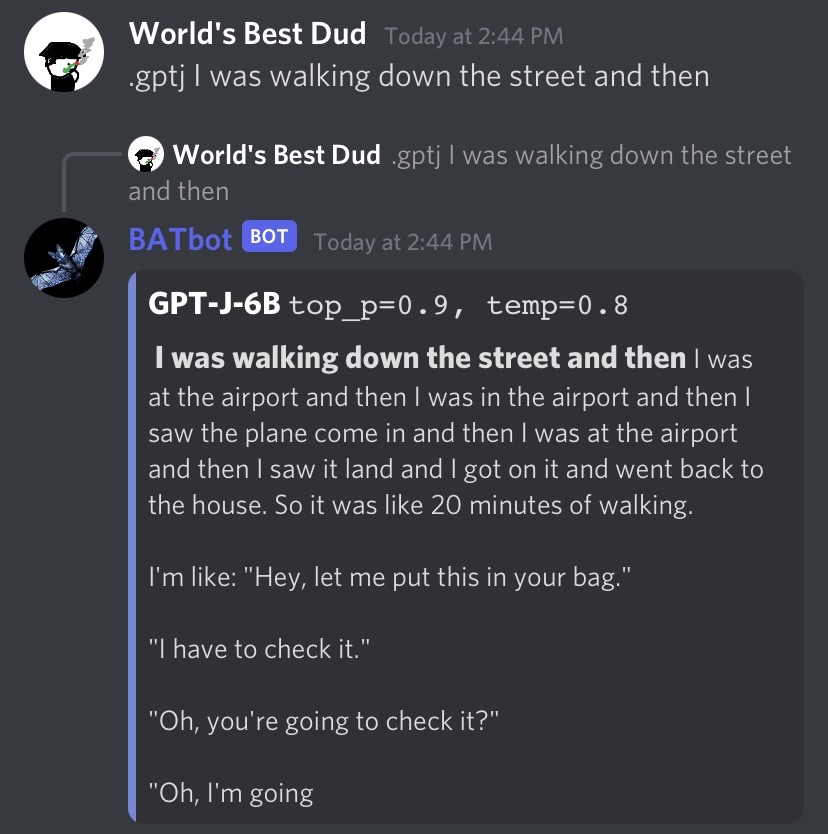 World's Best Dud Today at 2:44 PM
.gptj I was walking down the street and then
World's Best Dud .gptj I was walking down the street
and then
BATbot BOT Today at 2:44 PM
GPT-J-6B top_p=0.9, temp=0.8
I was walking down the street and then I was
at the airport and then I was in the airport and then I
saw the plane come in and then I was at the airport
and then I saw it land and I got on it and went back to
the house. So it was like 20 minutes of walking.
I'm like: "Hey, let me put this in your bag."
"I have to check it."
"Oh, you're going to check it?"
"Oh, I'm going